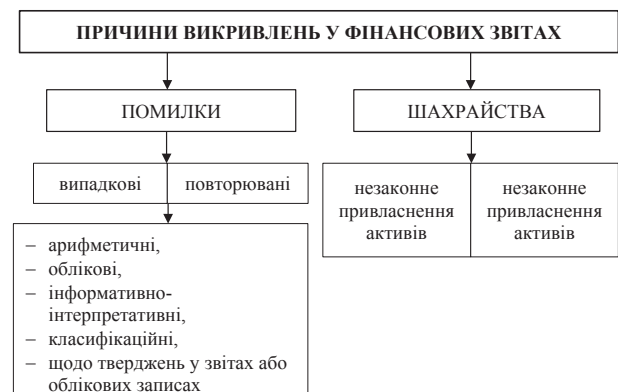 ПРИЧИНИ ВИКРИВЛЕНЬ У ФІНАНСОВИХ ЗВІТАХ
ПОМИЛКИ
ШАХРАЙСТВА
випадкові
повторювані
– арифметичні,
– облікові,
– інформативно-
інтерпретативні,
– класифікаційні,
– щодо тверджень у звітах або
облікових записах
незаконне
привласнення
активів
незаконне
привласнення
активів